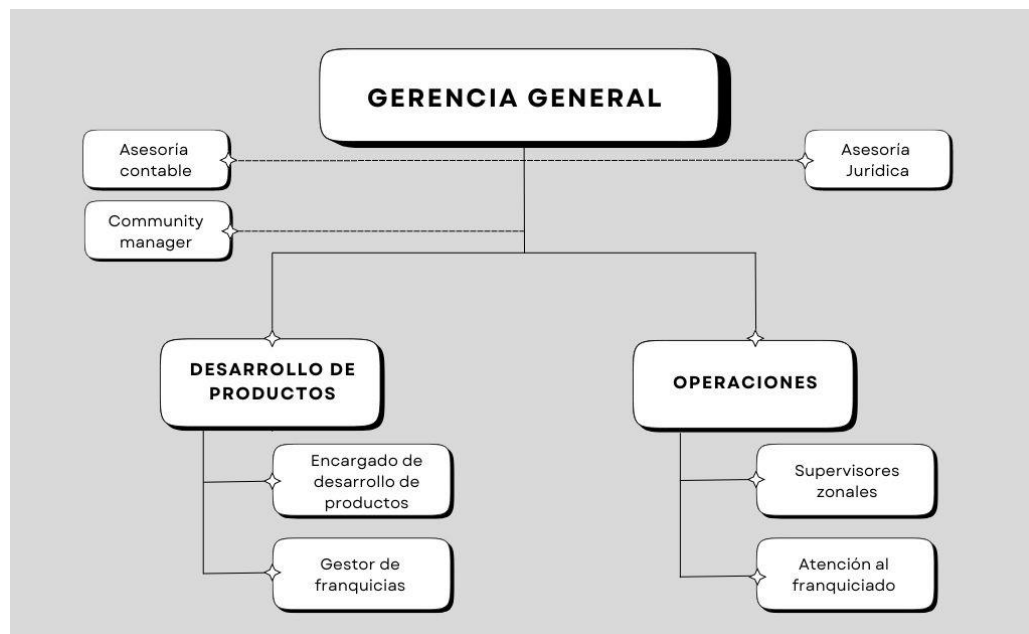 GERENCIA GENERAL
Asesoría
contable
Asesoría
Jurídica
Community
manager
DESARROLLO DE
PRODUCTOS
OPERACIONES
Encargado de
desarrollo de
productos
Supervisores
zonales
Gestor de
franquicias
Atención al
franquiciado